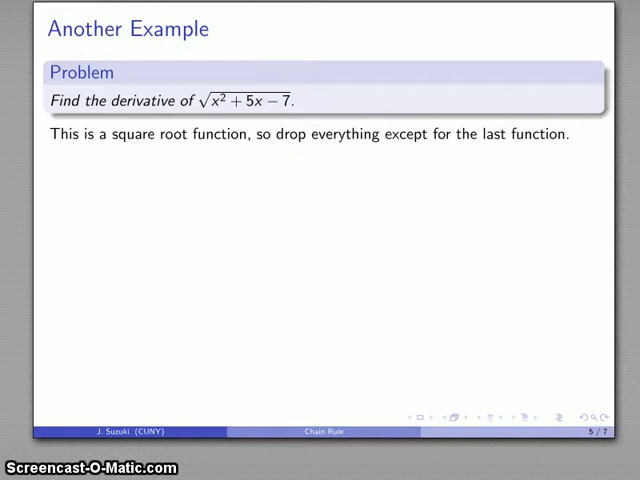 Another Example
Problem
Find the derivative of √x² + 5x − 7.
This is a square root function, so drop everything except for the last function.
J. Suzuki (CUNY)
Chain Rule
5 / 7
Screencast-O-Matic.com